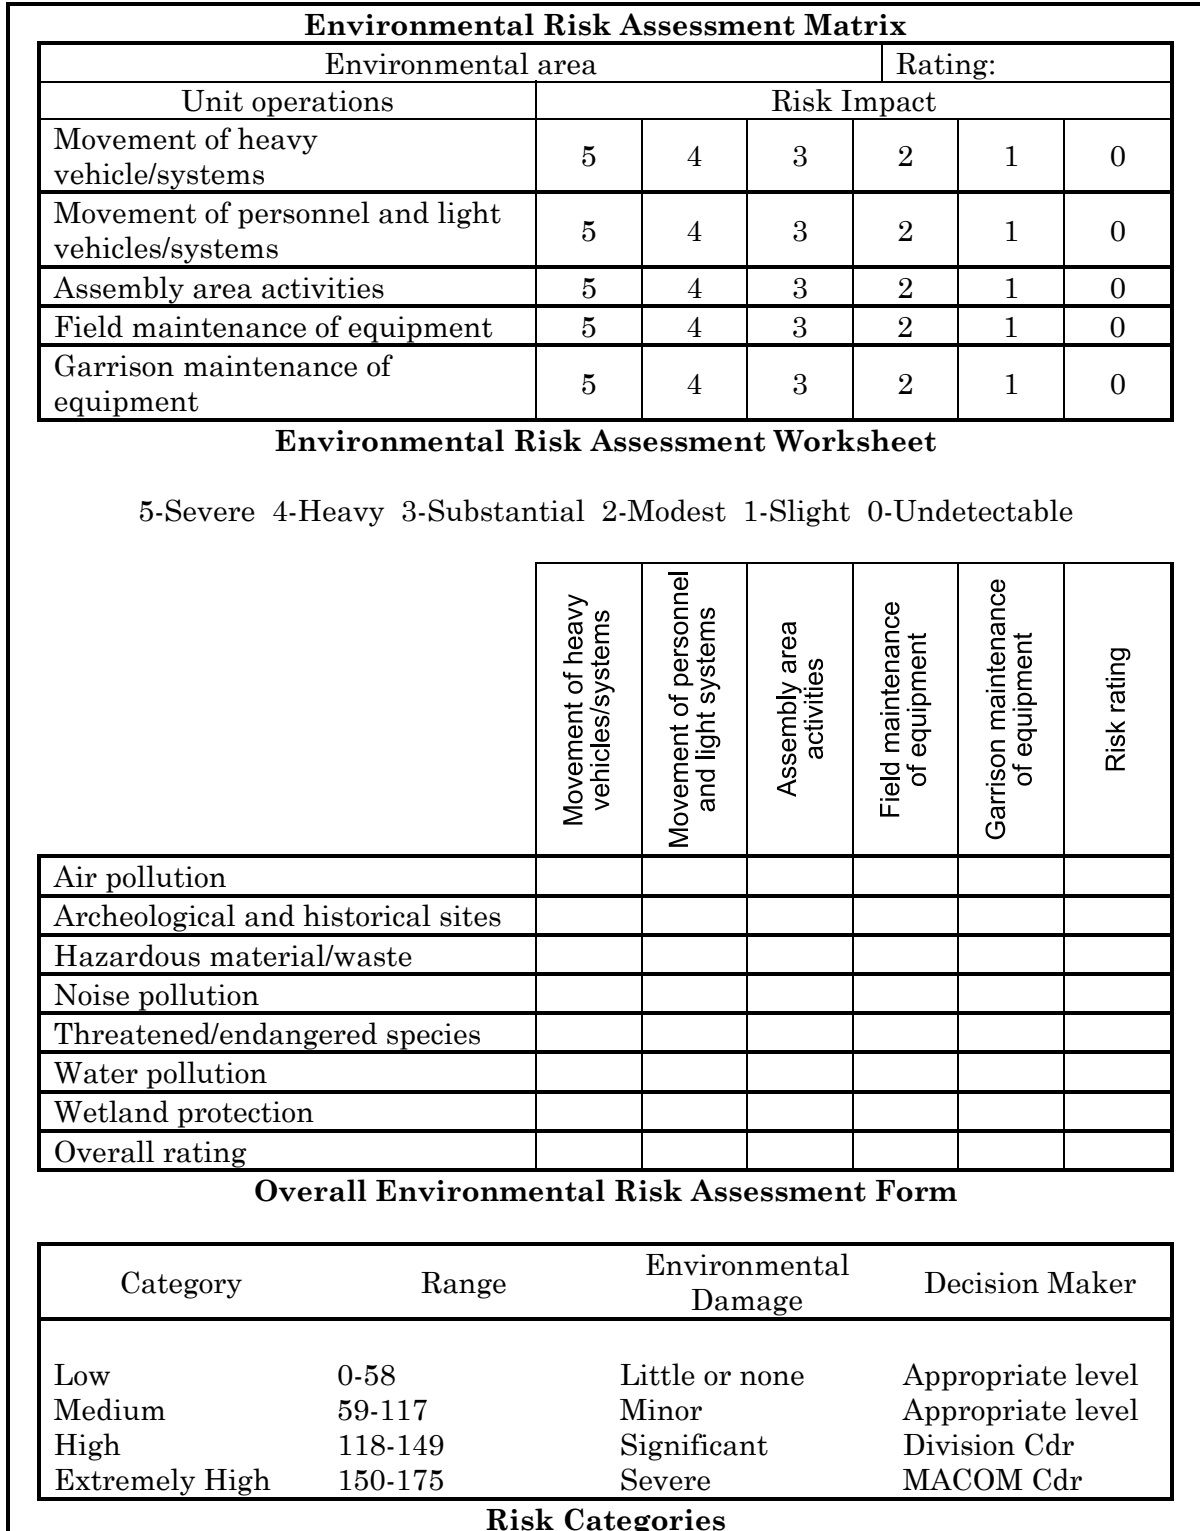 Environmental Risk Assessment Matrix
Environmental area Rating:
Unit operations Risk Impact
Movement of heavy
vehicle/systems 5 4 3 2 1 0
Movement of personnel and light
vehicles/systems 5 4 3 2 1 0
Assembly area activities 5 4 3 2 1 0
Field maintenance of equipment 5 4 3 2 1 0
Garrison maintenance of
equipment 5 4 3 2 1 0
Environmental Risk Assessment Worksheet
5-Severe 4-Heavy 3-Substantial 2-Modest 1-Slight 0-Undetectable
Movement of heavy
vehicles/systems
Movement of personnel
and light systems
Assembly area
activities
Field maintenance
of equipment
Garrison maintenance
of equipment
Risk rating
Air pollution
Archeological and historical sites
Hazardous material/waste
Noise pollution
Threatened/endangered species
Water pollution
Wetland protection
Overall rating
Overall Environmental Risk Assessment Form
Category Range Environmental
Damage Decision Maker
Low 0-58 Little or none Appropriate level
Medium 59-117 Minor Appropriate level
High 118-149 Significant Division Cdr
Extremely High 150-175 Severe MACOM Cdr
Risk Categories